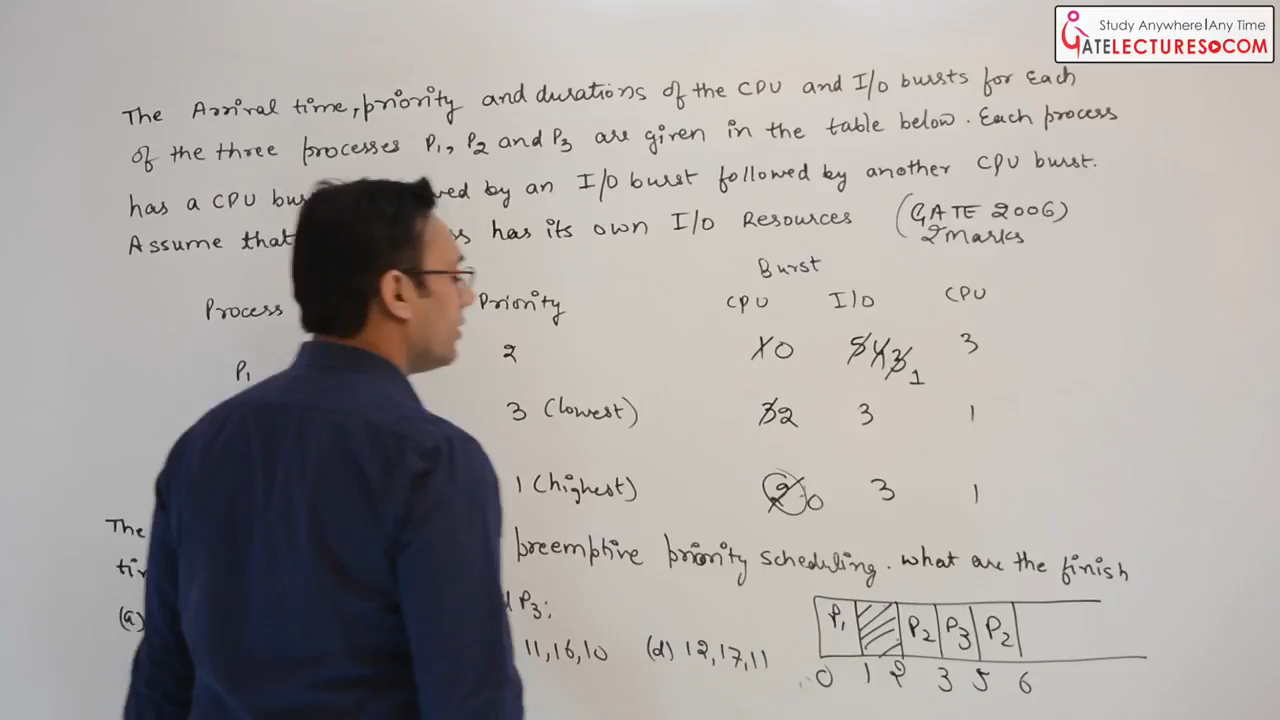 Study Anywhere|Any Time
GATELECTURES.COM
The Arrival time, priority and durations of the CPU and I/O bursts for Each
of the three processes P1, P2 and P3 are given in the table below. Each process
has a CPU by an I/O burst followed by another CPU burst.
Assume that has its own I/O Resources (GATE 2006)
2 Marks
Burst
Process Priority CPU I/O CPU
P1 2 1 0 5 4 3 1 3
3 (lowest) 3 2 3 1
1 (highest) 2 0 3 1
The preemptive priority scheduling. what are the finish
P3:
(a) 11,16,10 (d) 12,17,11
P1 P2 P3 P2
0 1 2 3 5 6